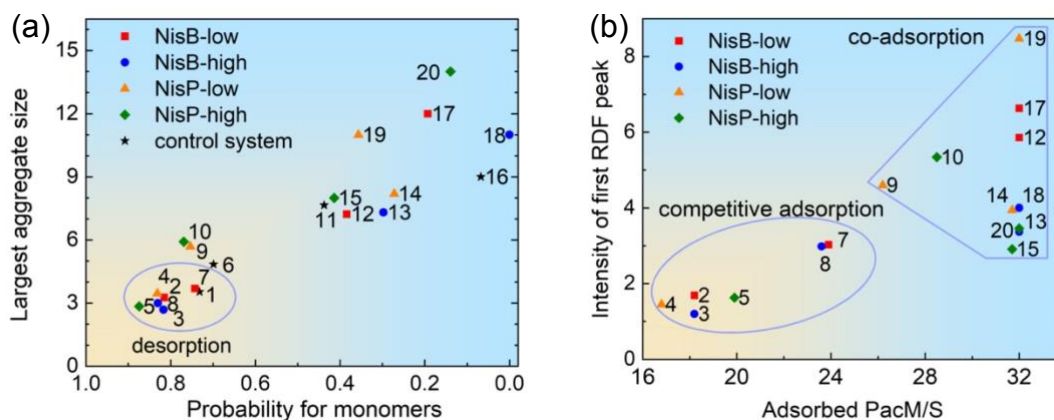 (a)
Largest aggregate size
15
12
9
6
3
0
NisB-low
NisB-high
NisP-low
NisP-high
control system
20
17
19
18
16
14
15
11 12 13
10
9
6
4 2 7
5 8 1
3
desorption
1.0 0.8 0.6 0.4 0.2 0.0
Probability for monomers
(b)
Intensity of first RDF peak
8
6
4
2
0
NisB-low
NisB-high
NisP-low
NisP-high
co-adsorption
19
17
12
10
9
14 18
13
20
15
competitive adsorption
7
8
4 2 5
3
16 20 24 28 32
Adsorbed PacM/S